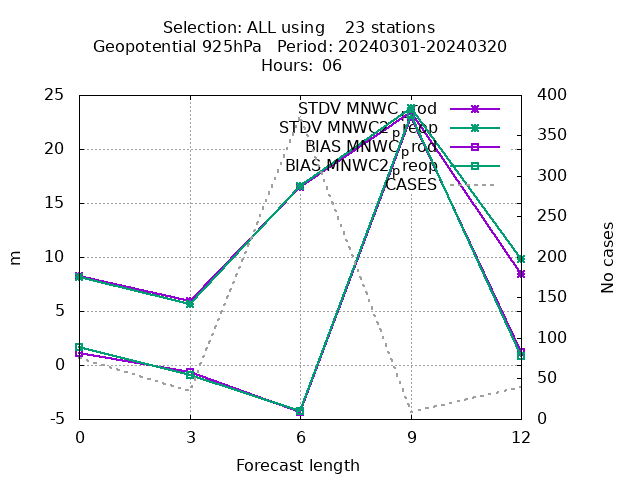 Selection: ALL using    23 stations
Geopotential 925hPa   Period: 20240301-20240320
Hours: 06
STDV MNWC_prod
STDV MNWC2_preop
BIAS MNWC_prod
BIAS MNWC2_preop
CASES
25
20
15
10
5
0
-5
m
400
350
300
250
200
150
100
50
0
No cases
0 3 6 9 12
Forecast length